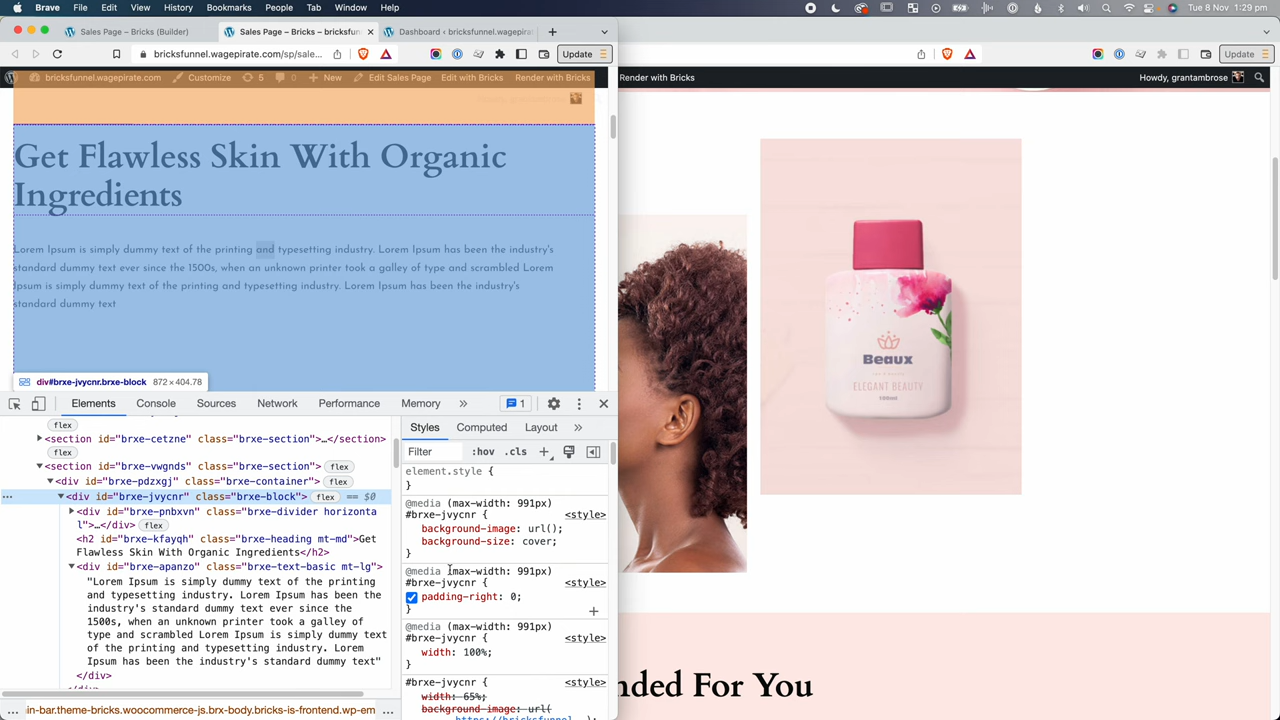 Brave File Edit View History Bookmarks People Tab Window Help
Tue 8 Nov 1:29 pm
Sales Page - Bricks (Builder)
Sales Page – Bricks – bricksfun
Dashboard ‹ bricksfunnel.wagepirate.
bricksfunnel.wagepirate.com/sp/sale...
Update
Update
bricksfunnel.wagepirate.com Customize 5 0 New Edit Sales Page Edit with Bricks Render with Bricks
Render with Bricks
Howdy, grantambrose
Get Flawless Skin With Organic
Ingredients
Lorem Ipsum is simply dummy text of the printing and typesetting industry. Lorem Ipsum has been the industry's
standard dummy text ever since the 1500s, when an unknown printer took a galley of type and scrambled Lorem
Ipsum is simply dummy text of the printing and typesetting industry. Lorem Ipsum has been the industry's
standard dummy text
Beaux
ELEGANT BEAUTY
100ml
div#brxe-jvycnr.brxe-block 872 × 404.78
Elements Console Sources Network Performance Memory » 1
flex
<section id="brxe-cetzne" class="brxe-section">…</section>
flex
<section id="brxe-vwgnds" class="brxe-section"> flex
<div id="brxe-pdzxgj" class="brxe-container"> flex
<div id="brxe-jvycnr" class="brxe-block"> flex == $0
<div id="brxe-pnbxvn" class="brxe-divider horizonta
l">…</div> flex
<h2 id="brxe-kfayqh" class="brxe-heading mt-md">Get
Flawless Skin With Organic Ingredients</h2>
<div id="brxe-apanzo" class="brxe-text-basic mt-lg">
"Lorem Ipsum is simply dummy text of the printing
and typesetting industry. Lorem Ipsum has been the
industry's standard dummy text ever since the
1500s, when an unknown printer took a galley of
type and scrambled Lorem Ipsum is simply dummy text
of the printing and typesetting industry. Lorem
Ipsum has been the industry's standard dummy text"
</div>
... in-bar.theme-bricks.woocommerce-js.brx-body.bricks-is-frontend.wp-em ...
Styles Computed Layout »
Filter :hov .cls +
element.style {
}
@media (max-width: 991px)
#brxe-jvycnr { <style>
background-image: url();
background-size: cover;
}
@media (max-width: 991px)
#brxe-jvycnr { <style>
padding-right: 0;
}
@media (max-width: 991px)
#brxe-jvycnr { <style>
width: 100%;
}
#brxe-jvycnr { <style>
width: 65%;
background-image: url(
https://bricksfunnel...);
nded For You